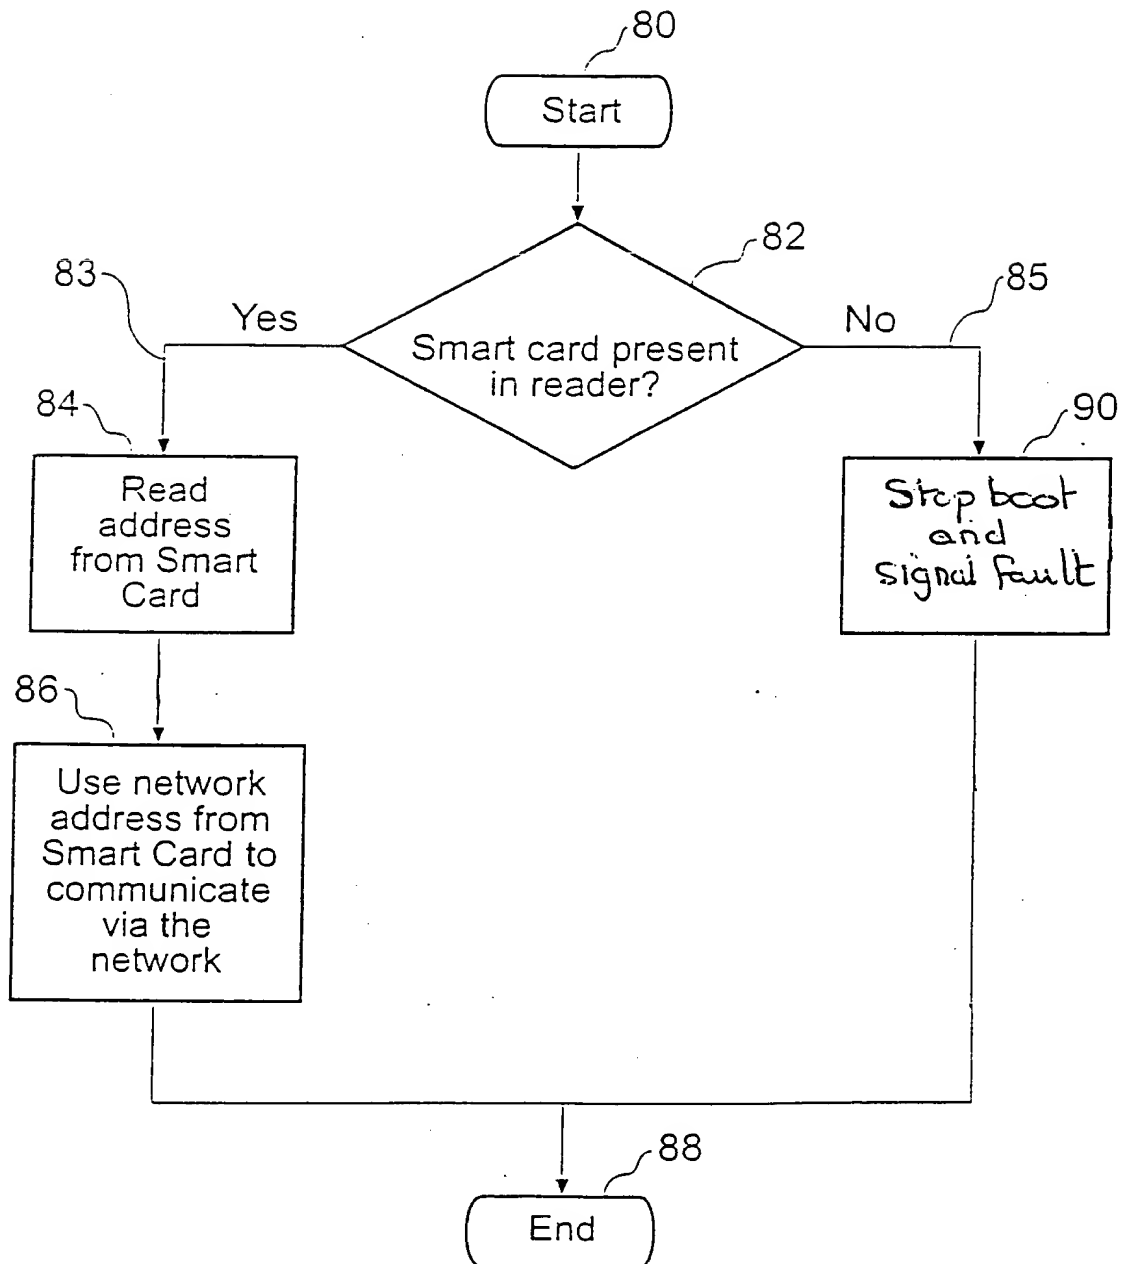 80
Start
82
83
85
Yes
No
Smart card present
in reader?
84
90
Read
address
from Smart
Card
Stop boot
and
signal fault
86
Use network
address from
Smart Card to
communicate
via the
network
88
End